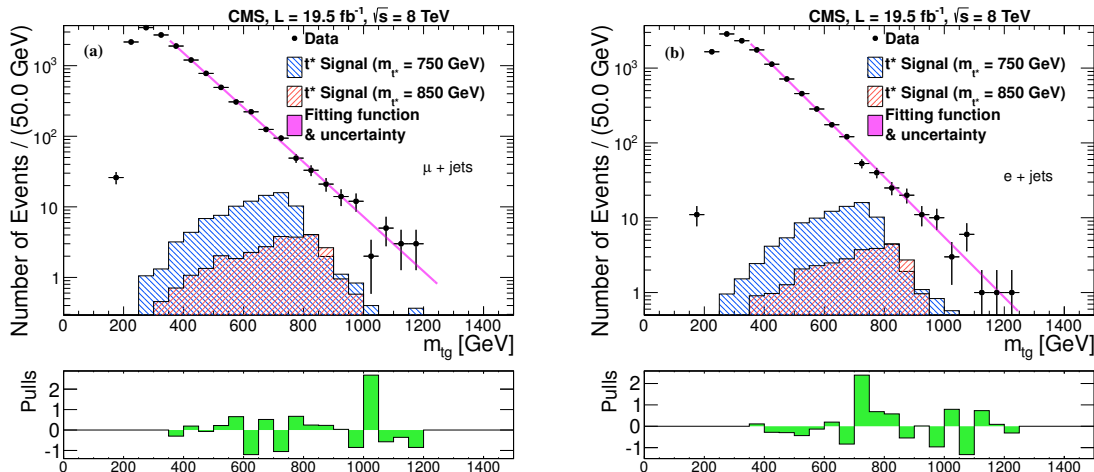 CMS, L = 19.5 fb⁻¹, √s = 8 TeV
(a)
Data
t* Signal (m_t* = 750 GeV)
t* Signal (m_t* = 850 GeV)
Fitting function
& uncertainty
μ + jets
Number of Events / (50.0 GeV)
10³
10²
10
1
0 200 400 600 800 1000 1200 1400
m_tg [GeV]
Pulls
2
1
0
-1
0 200 400 600 800 1000 1200 1400
CMS, L = 19.5 fb⁻¹, √s = 8 TeV
(b)
Data
t* Signal (m_t* = 750 GeV)
t* Signal (m_t* = 850 GeV)
Fitting function
& uncertainty
e + jets
Number of Events / (50.0 GeV)
10³
10²
10
1
0 200 400 600 800 1000 1200 1400
m_tg [GeV]
Pulls
2
1
0
-1
0 200 400 600 800 1000 1200 1400